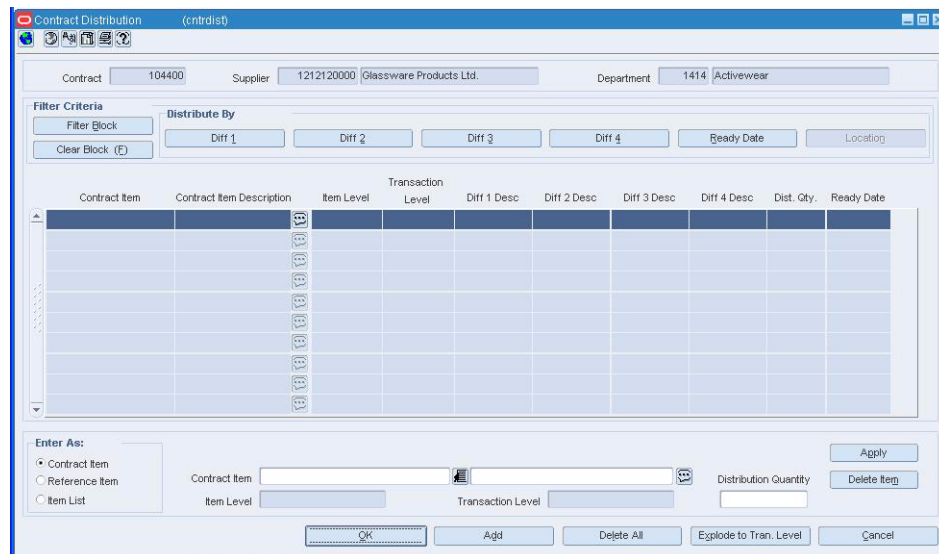 Contract Distribution (cntrdist)
Contract 104400 Supplier 1212120000 Glassware Products Ltd. Department 1414 Activewear
Filter Criteria
Filter Block
Clear Block (F)
Distribute By
Diff 1 Diff 2 Diff 3 Diff 4 Ready Date Location
Contract Item Contract Item Description Item Level Transaction Level Diff 1 Desc Diff 2 Desc Diff 3 Desc Diff 4 Desc Dist. Qty. Ready Date
Enter As:
Contract Item
Reference Item
Item List
Contract Item
Item Level Transaction Level
Distribution Quantity
Apply
Delete Item
OK Add Delete All Explode to Tran. Level Cancel